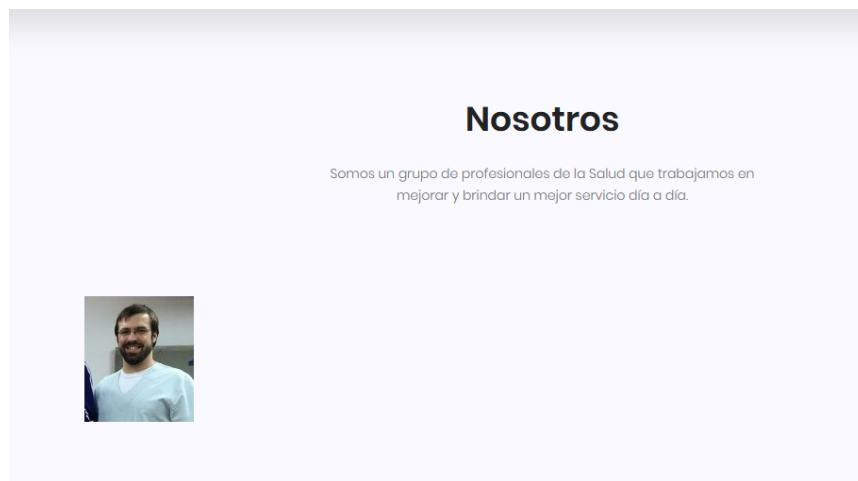 Nosotros
Somos un grupo de profesionales de la Salud que trabajamos en
mejorar y brindar un mejor servicio día a día.